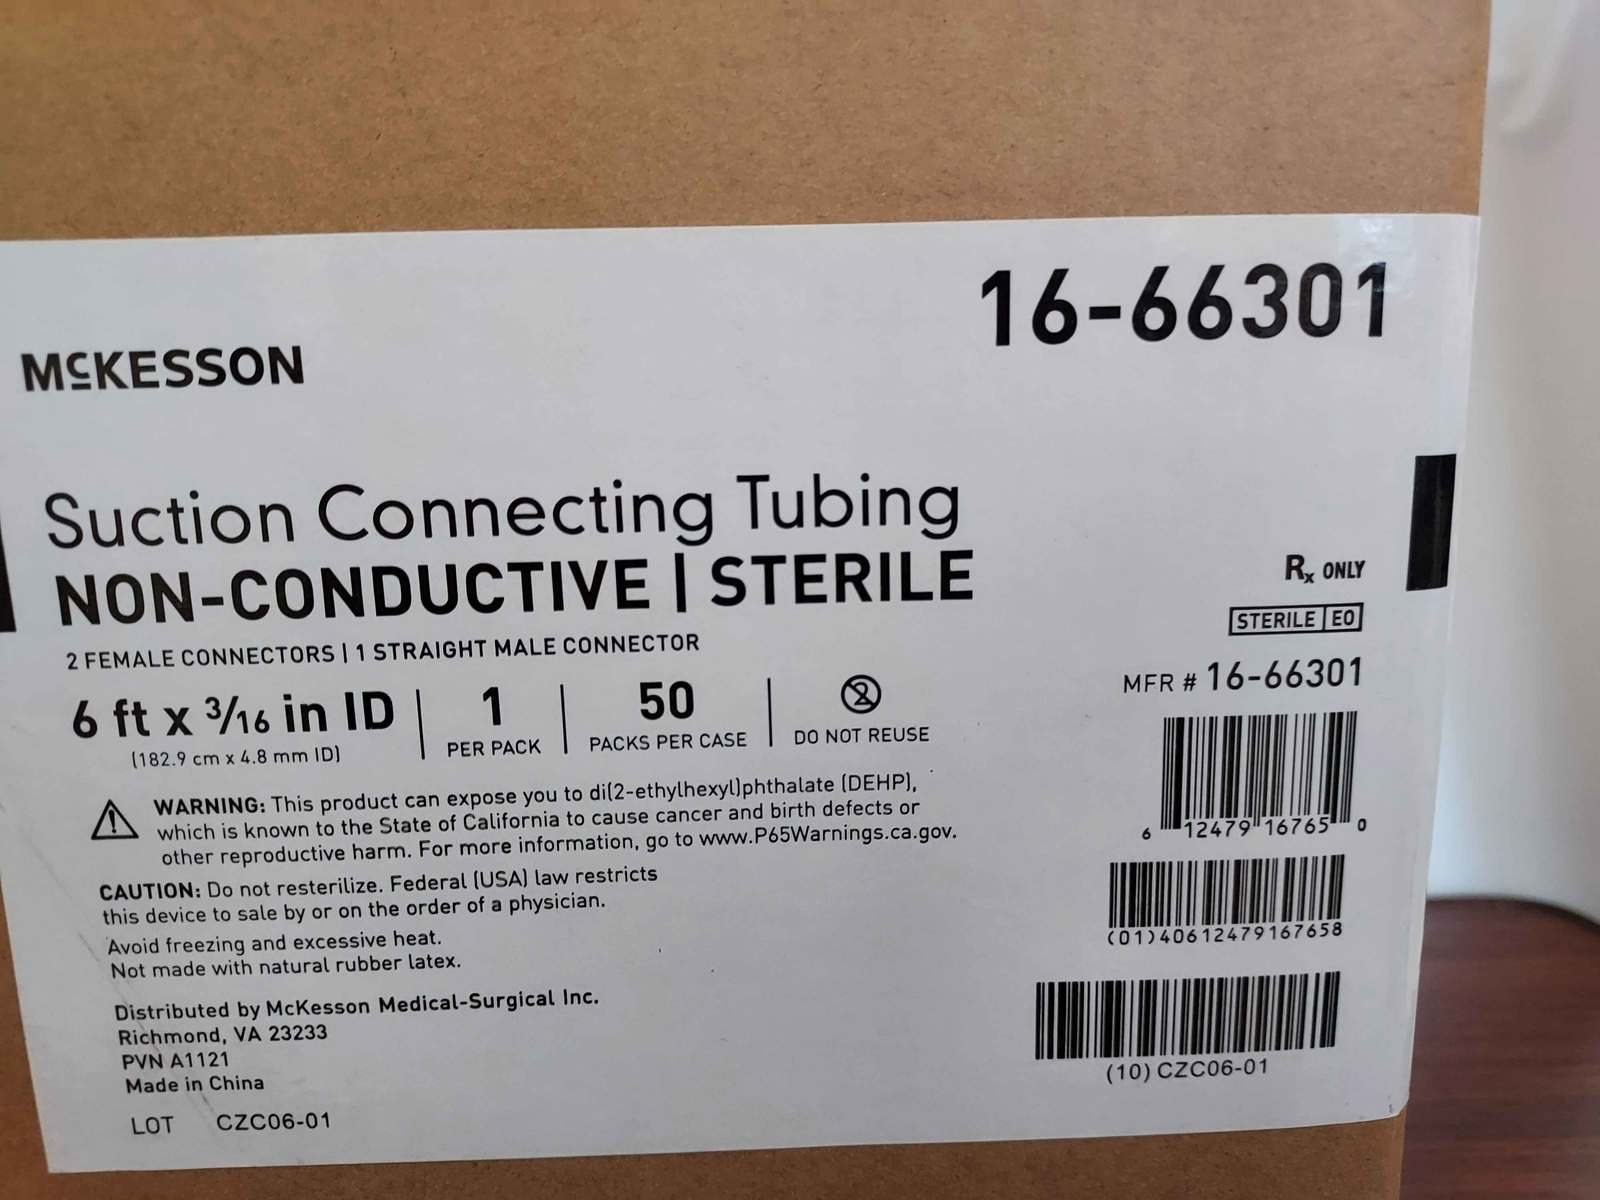 16-66301
McKESSON
Suction Connecting Tubing
NON-CONDUCTIVE | STERILE
2 FEMALE CONNECTORS | 1 STRAIGHT MALE CONNECTOR
6 ft x 3/16 in ID
(182.9 cm x 4.8 mm ID)
1
PER PACK
50
PACKS PER CASE
2
DO NOT REUSE
WARNING: This product can expose you to di(2-ethylhexyl)phthalate (DEHP),
which is known to the State of California to cause cancer and birth defects or
other reproductive harm. For more information, go to www.P65Warnings.ca.gov.
CAUTION: Do not resterilize. Federal (USA) law restricts
this device to sale by or on the order of a physician.
Avoid freezing and excessive heat.
Not made with natural rubber latex.
Distributed by McKesson Medical-Surgical Inc.
Richmond, VA 23233
PVN A1121
Made in China
LOT CZC06-01
Rx ONLY
STERILE EO
MFR # 16-66301
6 12479 16765 0
(01)40612479167658
(10)CZC06-01